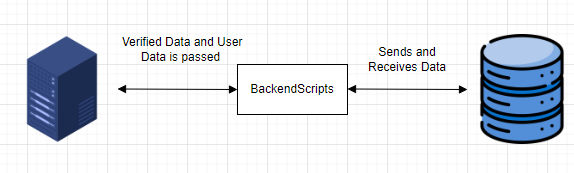 Verified Data and User
Data is passed
Sends and
Receives Data
BackendScripts